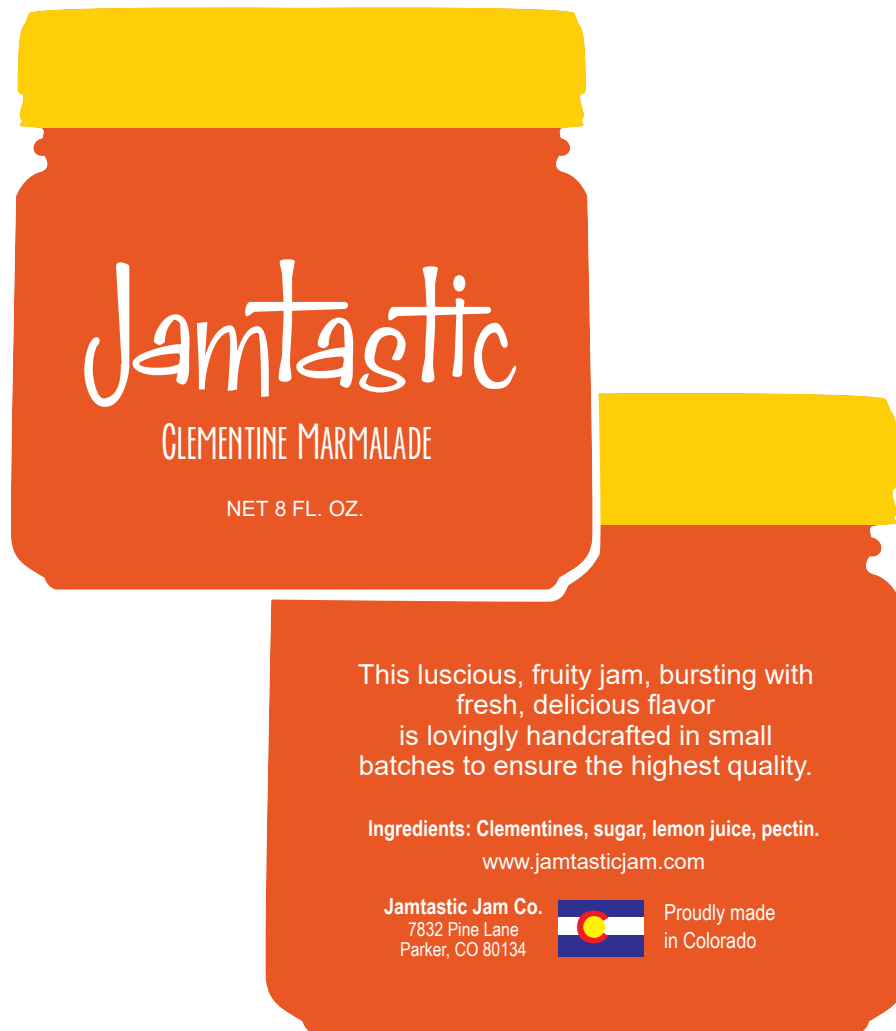 Jamtastic
CLEMENTINE MARMALADE
NET 8 FL. OZ.
This luscious, fruity jam, bursting with
fresh, delicious flavor
is lovingly handcrafted in small
batches to ensure the highest quality.
Ingredients: Clementines, sugar, lemon juice, pectin.
www.jamtasticjam.com
Jamtastic Jam Co.
7832 Pine Lane
Parker, CO 80134
Proudly made
in Colorado